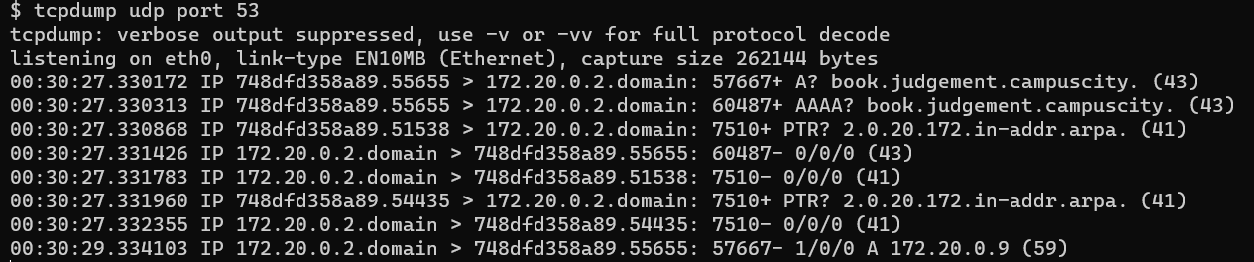 $ tcpdump udp port 53
tcpdump: verbose output suppressed, use -v or -vv for full protocol decode
listening on eth0, link-type EN10MB (Ethernet), capture size 262144 bytes
00:30:27.330172 IP 748dfd358a89.55655 > 172.20.0.2.domain: 57667+ A? book.judgement.campuscity. (43)
00:30:27.330313 IP 748dfd358a89.55655 > 172.20.0.2.domain: 60487+ AAAA? book.judgement.campuscity. (43)
00:30:27.330868 IP 748dfd358a89.51538 > 172.20.0.2.domain: 7510+ PTR? 2.0.20.172.in-addr.arpa. (41)
00:30:27.331426 IP 172.20.0.2.domain > 748dfd358a89.55655: 60487- 0/0/0 (43)
00:30:27.331783 IP 172.20.0.2.domain > 748dfd358a89.51538: 7510- 0/0/0 (41)
00:30:27.331960 IP 748dfd358a89.54435 > 172.20.0.2.domain: 7510+ PTR? 2.0.20.172.in-addr.arpa. (41)
00:30:27.332355 IP 172.20.0.2.domain > 748dfd358a89.54435: 7510- 0/0/0 (41)
00:30:29.334103 IP 172.20.0.2.domain > 748dfd358a89.55655: 57667- 1/0/0 A 172.20.0.9 (59)